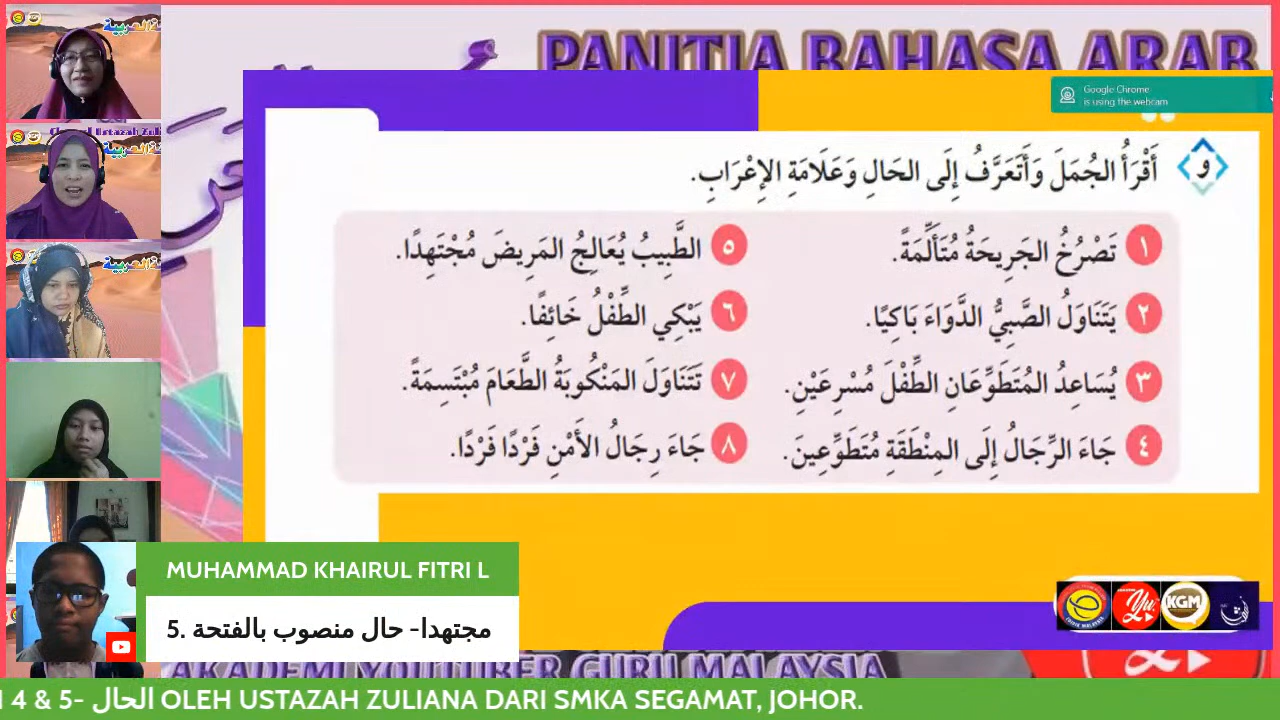 PANITIA BAHASA ARAB
Google Chrome
is using the webcam
و
أَقْرَأُ الجُمَلَ وَأَتَعَرَّفُ إِلَى الحَالِ وَعَلَامَةِ الإِعْرَابِ.
١ تَصْرُخُ الجَرِيحَةُ مُتَأَلِّمَةً.
٢ يَتَنَاوَلُ الصَّبِيُّ الدَّوَاءَ بَاكِيًا.
٣ يُسَاعِدُ المُتَطَوِّعَانِ الطِّفْلَ مُسْرِعَيْنِ.
٤ جَاءَ الرِّجَالُ إِلَى المِنْطَقَةِ مُتَطَوِّعِينَ.
٥ الطَّبِيبُ يُعَالِجُ المَرِيضَ مُجْتَهِدًا.
٦ يَبْكِي الطِّفْلُ خَائِفًا.
٧ تَتَنَاوَلَ المَنْكُوبَةُ الطَّعَامَ مُبْتَسِمَةً.
٨ جَاءَ رِجَالُ الأَمْنِ فَرْدًا فَرْدًا.
KGM
MUHAMMAD KHAIRUL FITRI L
5. مجتهدا- حال منصوب بالفتحة
AKADEMI YOUTUBER GURU MALAYSIA
4 & 5- الحال OLEH USTAZAH ZULIANA DARI SMKA SEGAMAT, JOHOR.